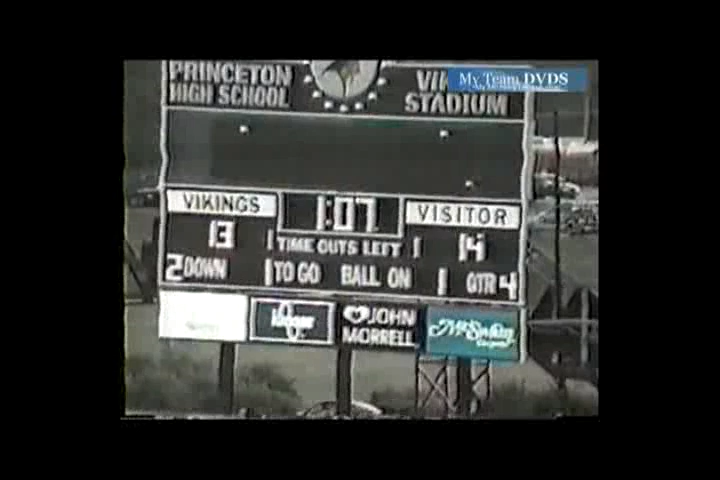 My Team DVDS
PRINCETON
HIGH SCHOOL
STADIUM
VIKINGS 1:07 VISITOR
13 1 TIME OUTS LEFT 1 14
2 DOWN 1 TO GO BALL ON 1 QTR 4
Kroger
JOHN
MORRELL